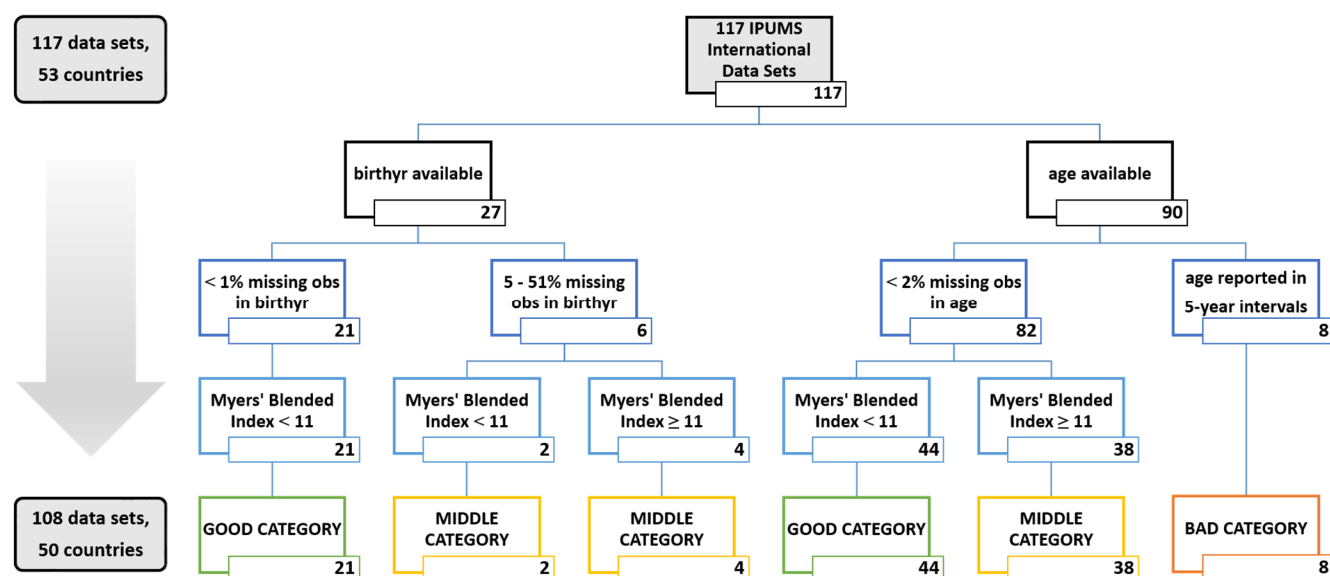 117 data sets,
53 countries
117 IPUMS
International
Data Sets
117
birthyr available
27
age available
90
< 1% missing obs
in birthyr
21
5 - 51% missing
obs in birthyr
6
< 2% missing obs
in age
82
age reported in
5-year intervals
8
Myers' Blended
Index < 11
21
Myers' Blended
Index < 11
2
Myers' Blended
Index ≥ 11
4
Myers' Blended
Index < 11
44
Myers' Blended
Index ≥ 11
38
108 data sets,
50 countries
GOOD CATEGORY
21
MIDDLE
CATEGORY
2
MIDDLE
CATEGORY
4
GOOD CATEGORY
44
MIDDLE
CATEGORY
38
BAD CATEGORY
8